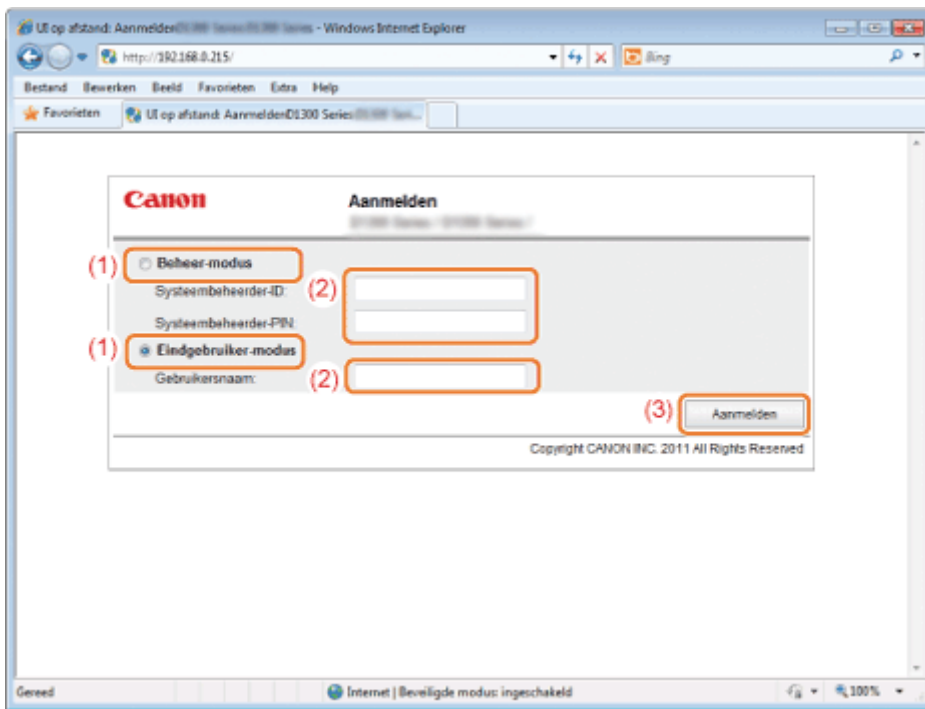 UI op afstand: Aanmelden - Windows Internet Explorer
http://192.168.0.215/
Bing
Bestand Bewerken Beeld Favorieten Extra Help
Favorieten
UI op afstand: AanmeldenD1300 Series
Canon
Aanmelden
(1) Beheer-modus
Systeembeheerder-ID: (2)
Systeembeheerder-PIN:
(1) Eindgebruiker-modus
Gebruikersnaam: (2)
(3) Aanmelden
Copyright CANON INC. 2011 All Rights Reserved
Gereed
Internet | Beveiligde modus: ingeschakeld
100%